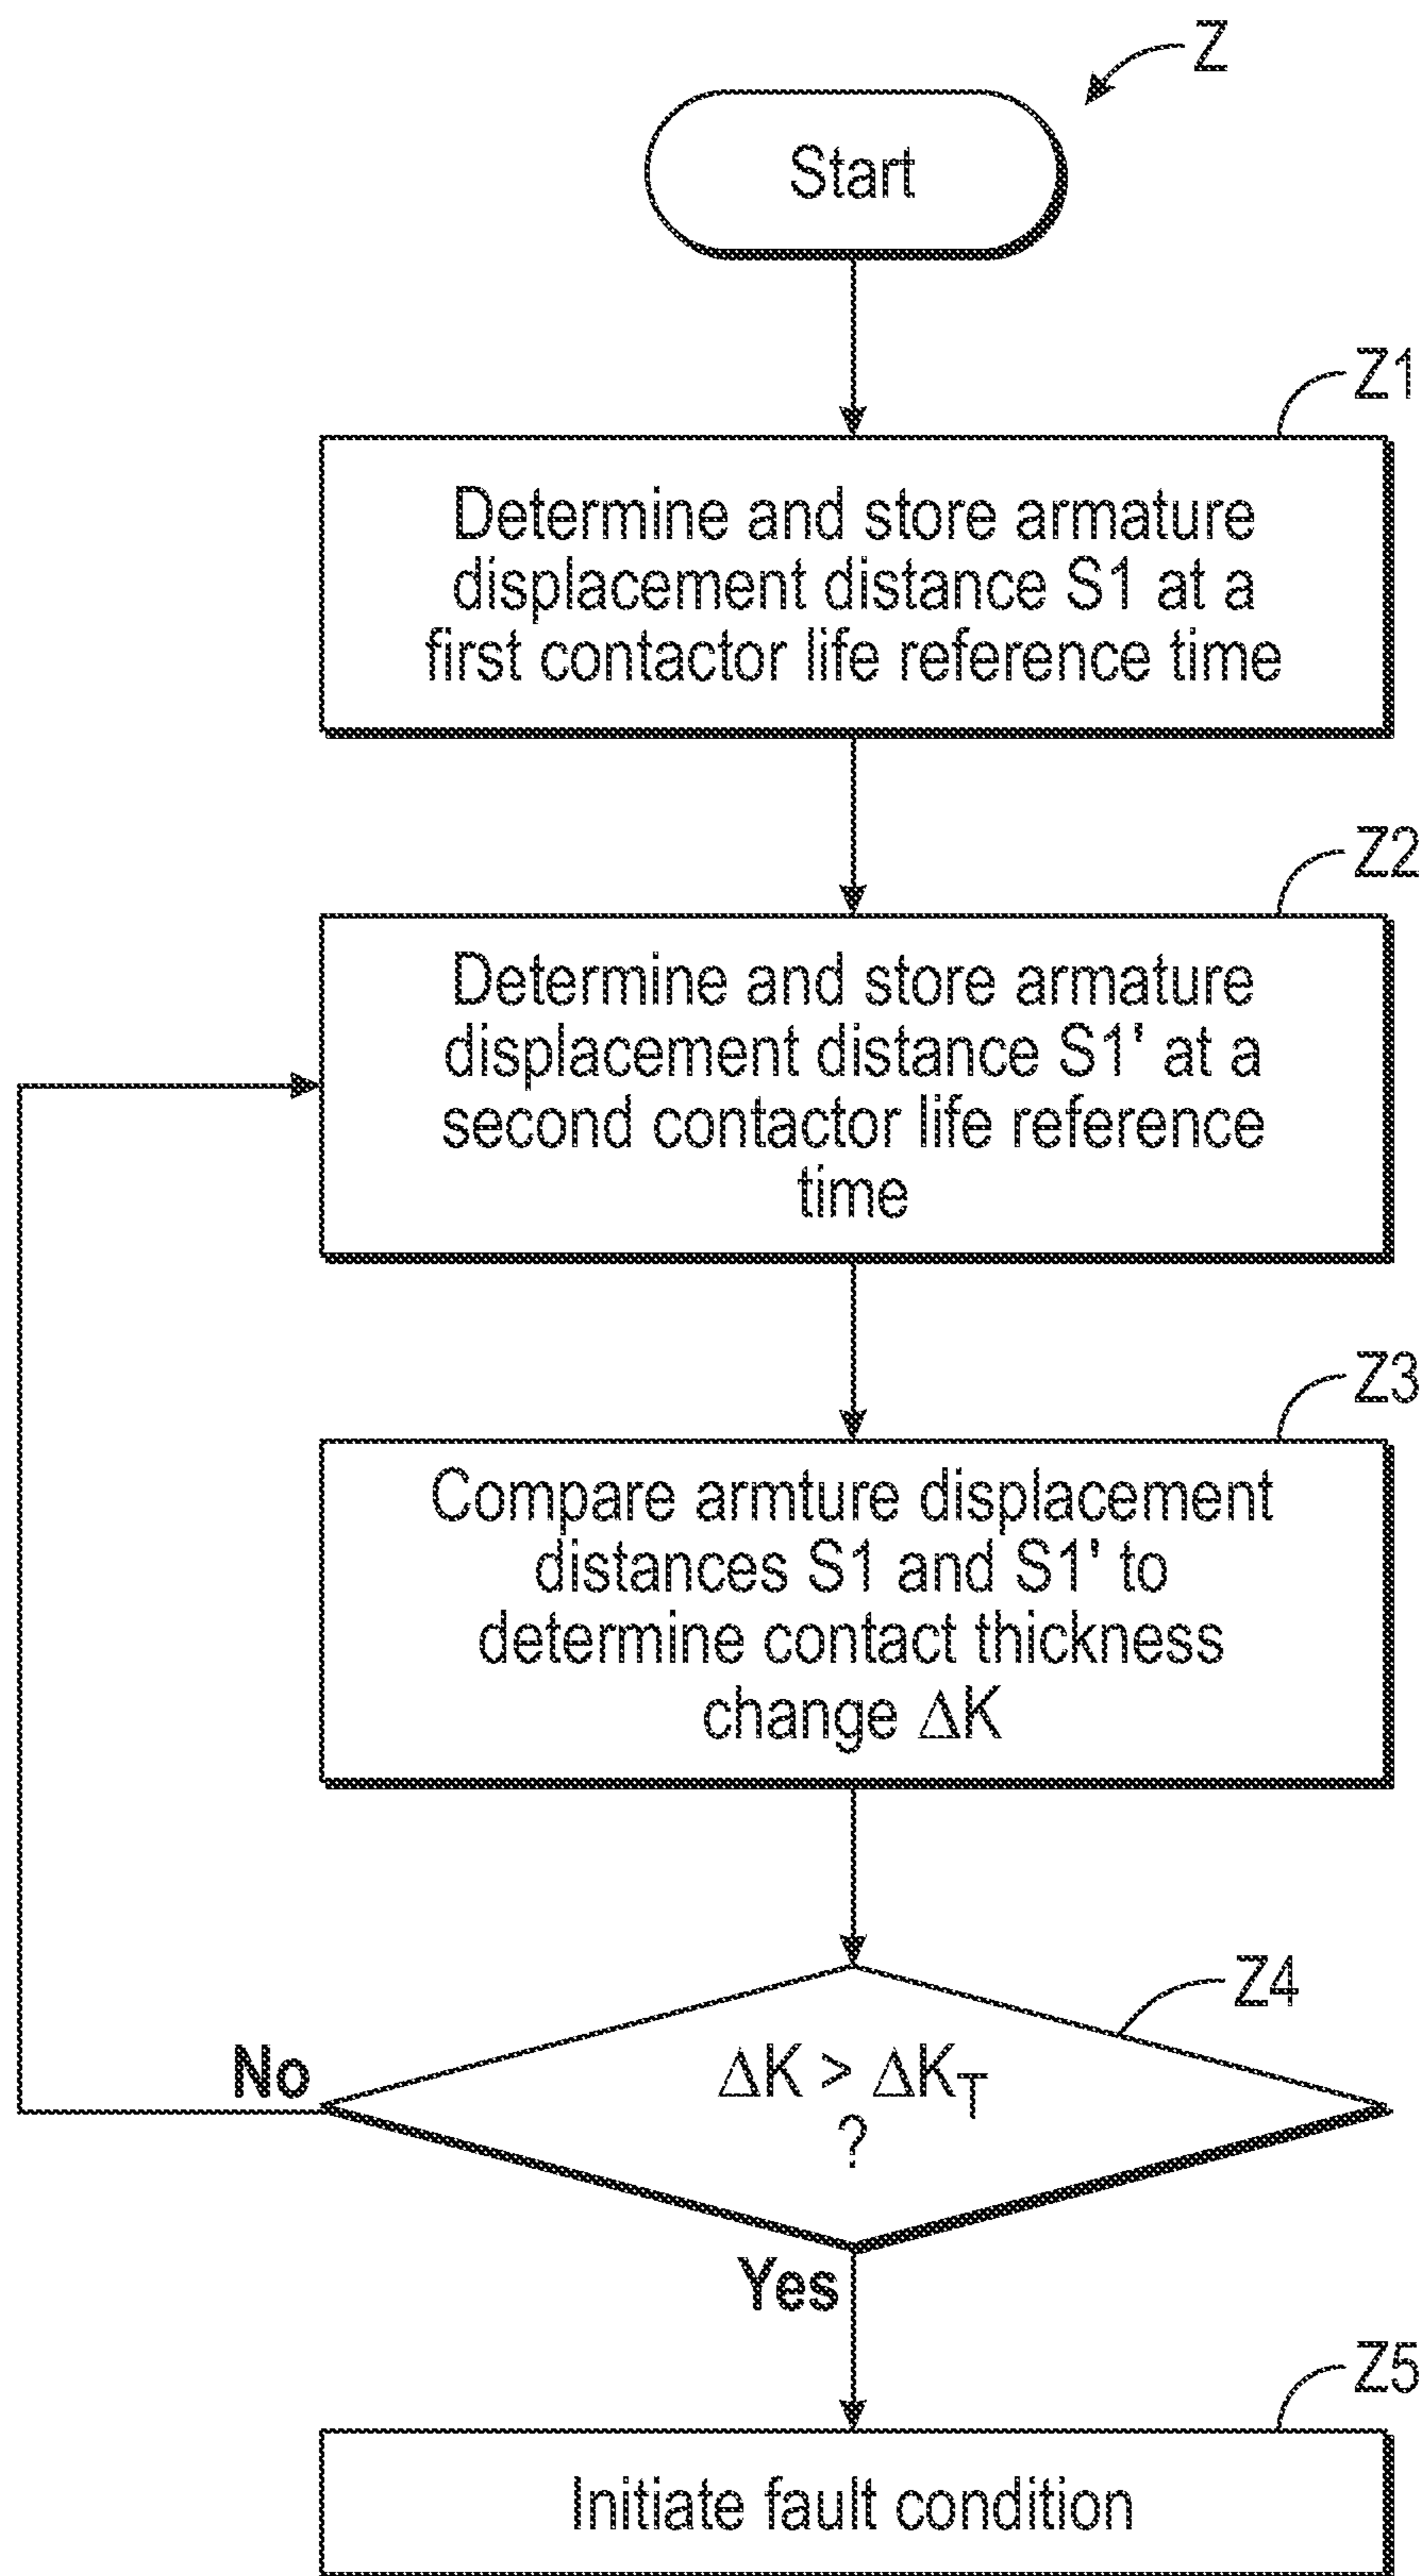 Z
Start
Z1
Determine and store armature
displacement distance S1 at a
first contactor life reference time
Z2
Determine and store armature
displacement distance S1' at a
second contactor life reference
time
Z3
Compare armture displacement
distances S1 and S1' to
determine contact thickness
change ΔK
Z4
No
ΔK > ΔK_T
?
Yes
Z5
Initiate fault condition